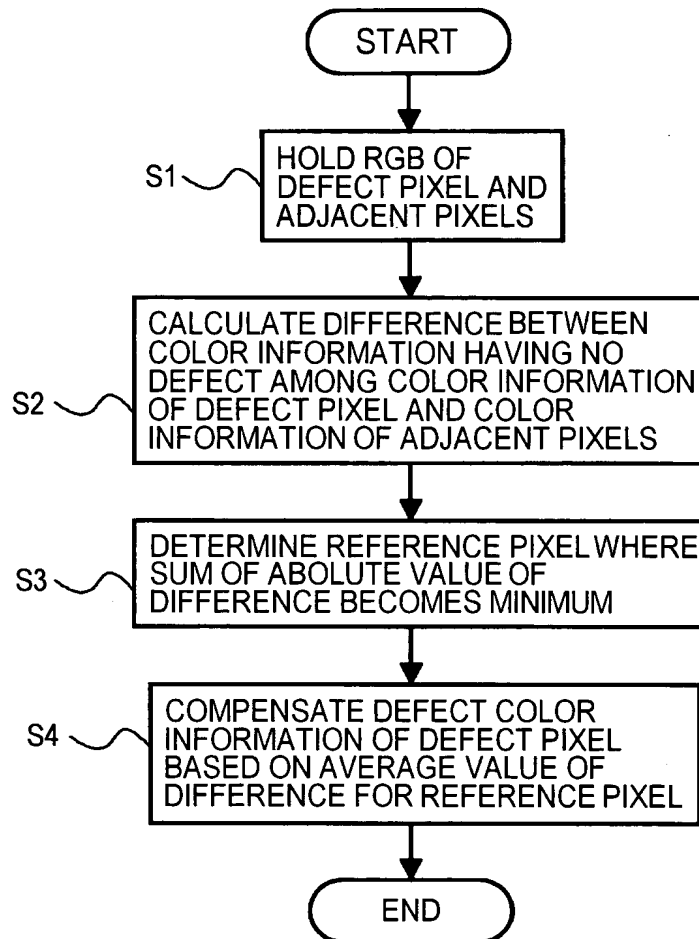 START
S1
HOLD RGB OF
DEFECT PIXEL AND
ADJACENT PIXELS
S2
CALCULATE DIFFERENCE BETWEEN
COLOR INFORMATION HAVING NO
DEFECT AMONG COLOR INFORMATION
OF DEFECT PIXEL AND COLOR
INFORMATION OF ADJACENT PIXELS
S3
DETERMINE REFERENCE PIXEL WHERE
SUM OF ABOLUTE VALUE OF
DIFFERENCE BECOMES MINIMUM
S4
COMPENSATE DEFECT COLOR
INFORMATION OF DEFECT PIXEL
BASED ON AVERAGE VALUE OF
DIFFERENCE FOR REFERENCE PIXEL
END